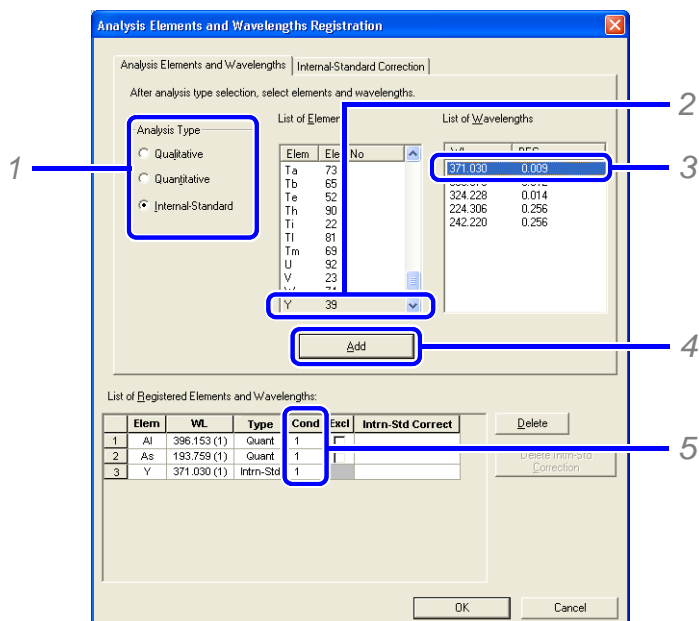 Analysis Elements and Wavelengths Registration
Analysis Elements and Wavelengths
Internal-Standard Correction
After analysis type selection, select elements and wavelengths.
Analysis Type
Qualitative
Quantitative
Internal-Standard
1
List of Elemen
Elem Ele No
Ta 73
Tb 65
Te 52
Th 90
Ti 22
Tl 81
Tm 69
U 92
V 23
Y 39
2
List of Wavelengths
371.030 0.009
324.228 0.014
224.306 0.256
242.220 0.256
3
Add
4
List of Registered Elements and Wavelengths:
Elem WL Type Cond Excl Intrn-Std Correct
1 Al 396.153 (1) Quant 1
2 As 193.759 (1) Quant 1
3 Y 371.030 (1) Intrn-Std 1
5
Delete
Delete Intrn-Std
Correction
OK
Cancel